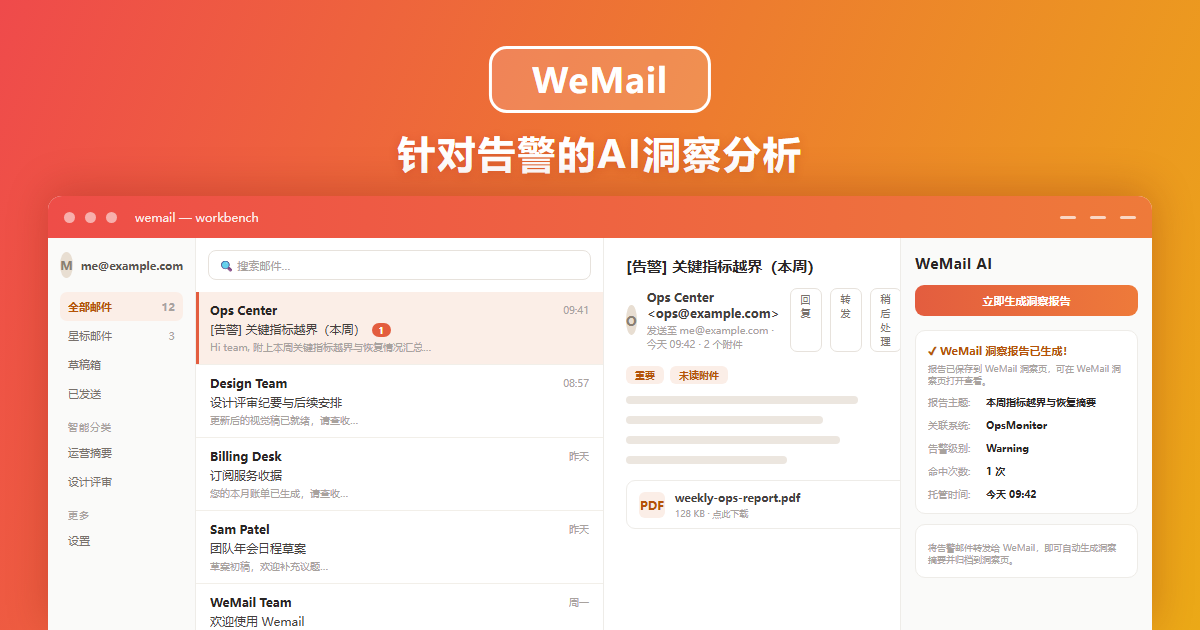 WeMail
针对告警的AI洞察分析
wemail — workbench
M me@example.com
全部邮件 12
星标邮件 3
草稿箱
已发送
智能分类
运营摘要
设计评审
更多
设置
搜索邮件...
Ops Center 09:41
[告警] 关键指标越界（本周） 1
Hi team, 附上本周关键指标越界与恢复情况汇总...
Design Team 08:57
设计评审纪要与后续安排
更新后的视觉稿已就绪，请查收...
Billing Desk 昨天
订阅服务收据
您的本月账单已生成，请查收...
Sam Patel 昨天
团队年会日程草案
草案初稿，欢迎补充议题...
WeMail Team 周一
欢迎使用 Wemail
[告警] 关键指标越界（本周）
O
Ops Center
<ops@example.com>
发送至 me@example.com ·
今天 09:42 · 2 个附件
回复
转发
稍后处理
重要 未读附件
PDF
weekly-ops-report.pdf
128 KB · 点此下载
WeMail AI
立即生成洞察报告
✓ WeMail 洞察报告已生成！
报告已保存到 WeMail 洞察页，可在 WeMail 洞
察页打开查看。
报告主题: 本周指标越界与恢复摘要
关联系统: OpsMonitor
告警级别: Warning
命中次数: 1 次
托管时间: 今天 09:42
将告警邮件转发给 WeMail，即可自动生成洞察
摘要并归档到洞察页。